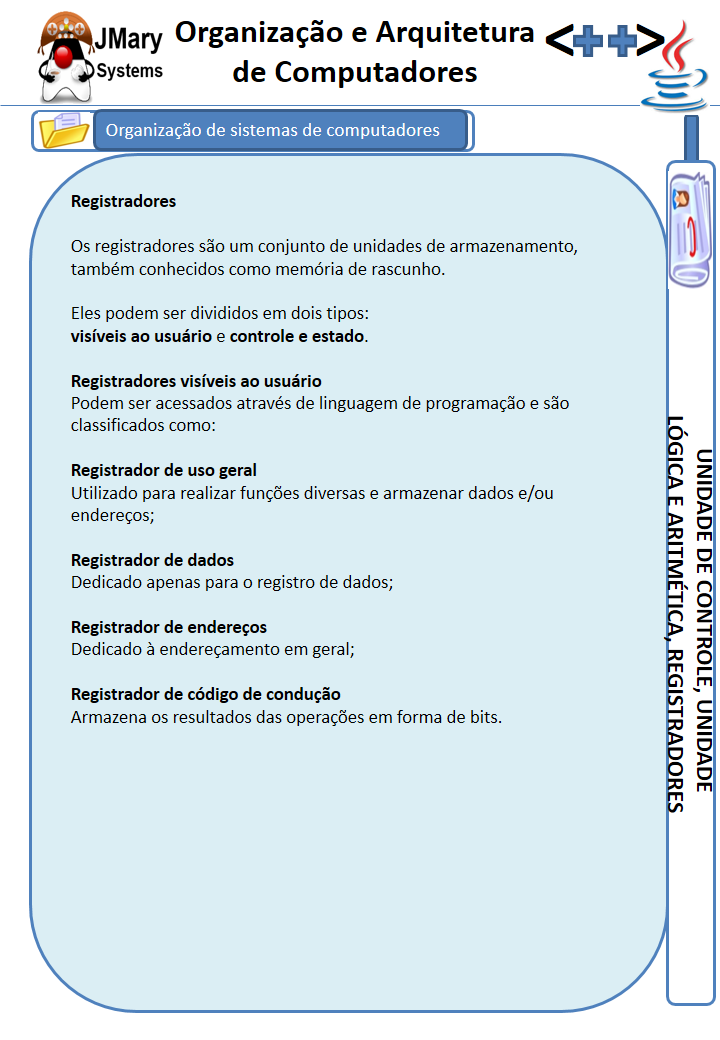 JMary
Systems
Organização e Arquitetura
de Computadores
<++>
Organização de sistemas de computadores
Registradores
Os registradores são um conjunto de unidades de armazenamento,
também conhecidos como memória de rascunho.
Eles podem ser divididos em dois tipos:
visíveis ao usuário e controle e estado.
Registradores visíveis ao usuário
Podem ser acessados através de linguagem de programação e são
classificados como:
Registrador de uso geral
Utilizado para realizar funções diversas e armazenar dados e/ou
endereços;
Registrador de dados
Dedicado apenas para o registro de dados;
Registrador de endereços
Dedicado à endereçamento em geral;
Registrador de código de condução
Armazena os resultados das operações em forma de bits.
UNIDADE DE CONTROLE, UNIDADE
LÓGICA E ARITMÉTICA, REGISTRADORES